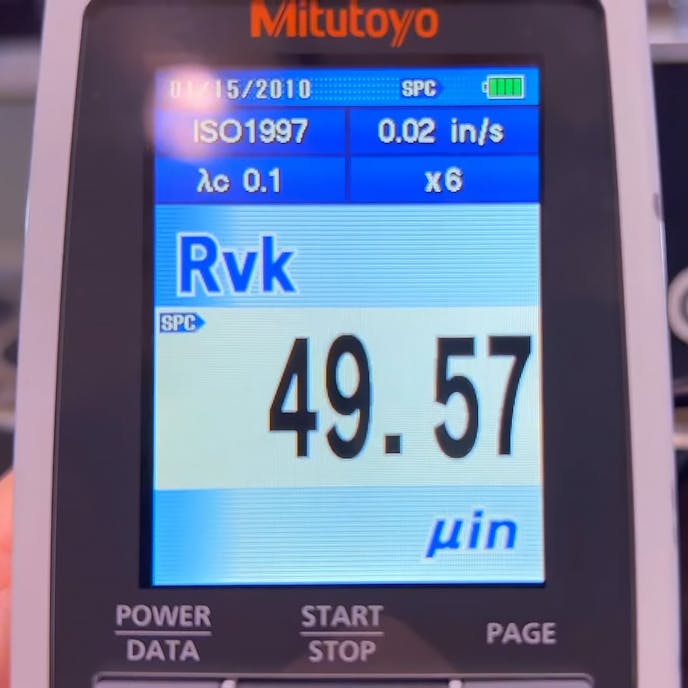 Mitutoyo
01/15/2010 SPC
ISO1997 0.02 in/s
λc 0.1 x6
Rvk
SPC
49.57
µin
POWER START PAGE
DATA STOP